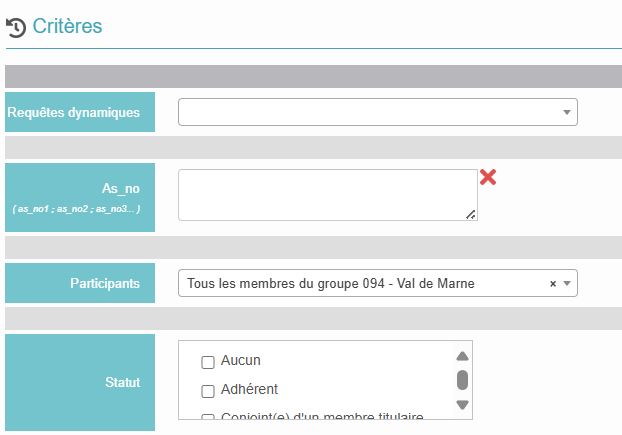 Critères
Requêtes dynamiques
As_no
( as_no1 ; as_no2 ; as_no3... )
Participants
Tous les membres du groupe 094 - Val de Marne ×
Statut
Aucun
Adhérent
Conjoint(e) d'un membre titulaire